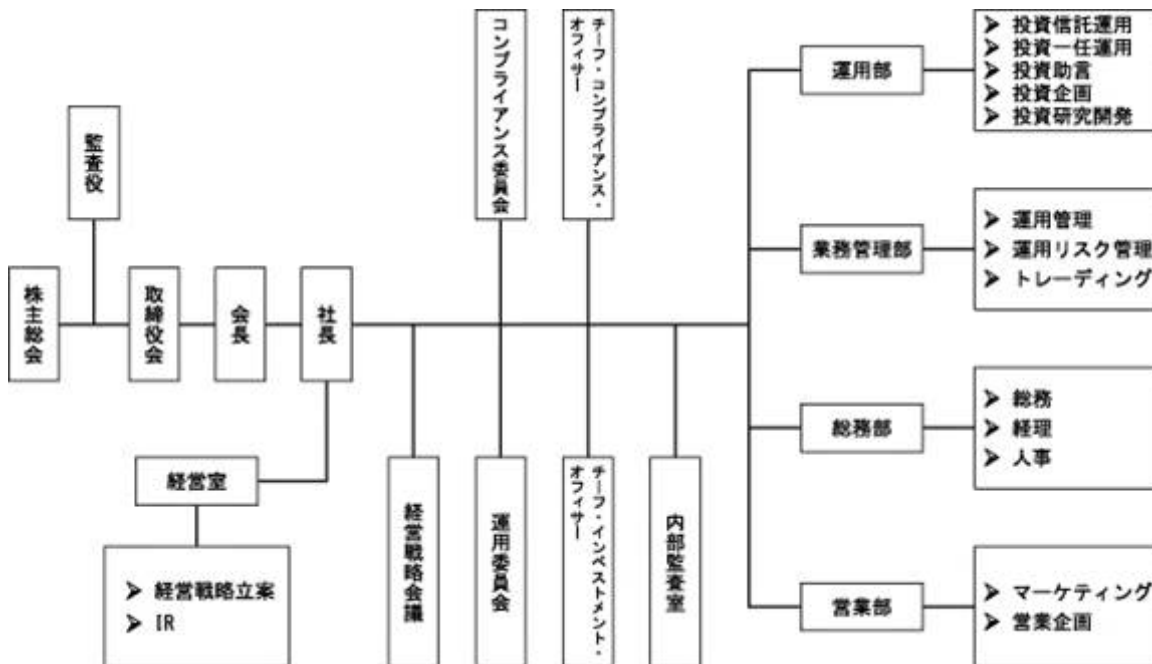 監査役
株主総会
取締役会
会長
社長
経営室
➢ 経営戦略立案
➢ IR
コンプライアンス委員会
チーフ・コンプライアンス・
オフィサー
経営戦略会議
運用委員会
チーフ・インベストメント・
オフィサー
内部監査室
運用部
➢ 投資信託運用
➢ 投資一任運用
➢ 投資助言
➢ 投資企画
➢ 投資研究開発
業務管理部
➢ 運用管理
➢ 運用リスク管理
➢ トレーディング
総務部
➢ 総務
➢ 経理
➢ 人事
営業部
➢ マーケティング
➢ 営業企画